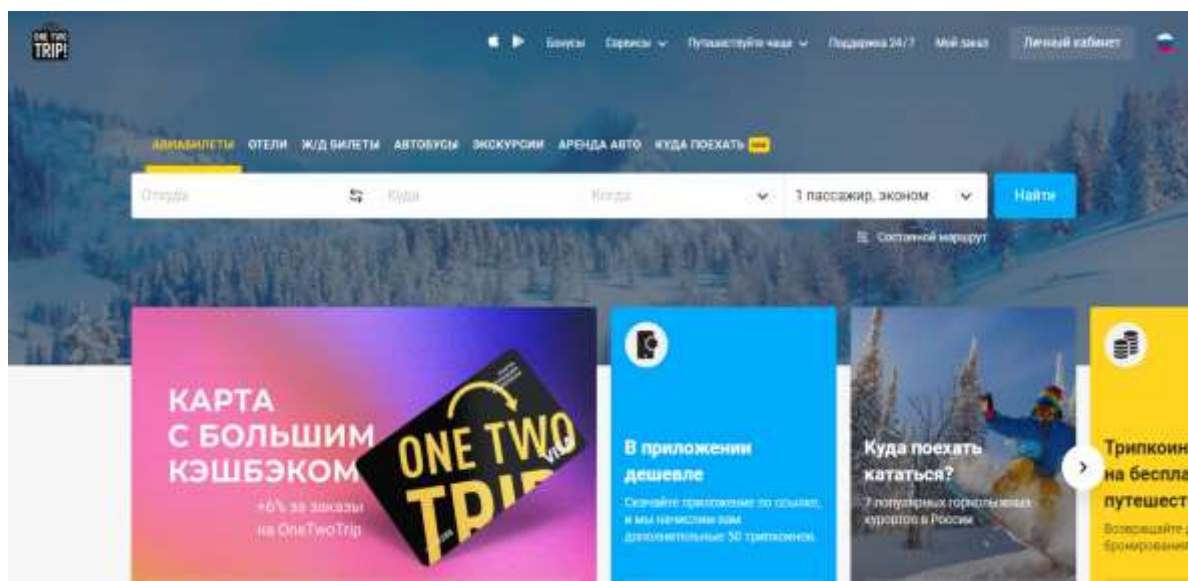 ONE TWO
TRIP!
Бонусы Сервисы Путешествуйте чаще Поддержка 24/7 Мой заказ Личный кабинет
АВИАБИЛЕТЫ ОТЕЛИ Ж/Д БИЛЕТЫ АВТОБУСЫ ЭКСКУРСИИ АРЕНДА АВТО КУДА ПОЕХАТЬ
Откуда Куда Когда 1 пассажир, эконом Найти
Составной маршрут
КАРТА
С БОЛЬШИМ
КЭШБЭКОМ
+6% за заказы
на OneTwoTrip
ONE TWO
TRIP
VISA
В приложении
дешевле
Скачайте приложение по ссылке,
и мы начислим вам
дополнительные 50 трипкоинов.
Куда поехать
кататься?
7 популярных горнолыжных
курортов в России
Трипкоин
на беспла
путешест
Возвращайте д
бронирования